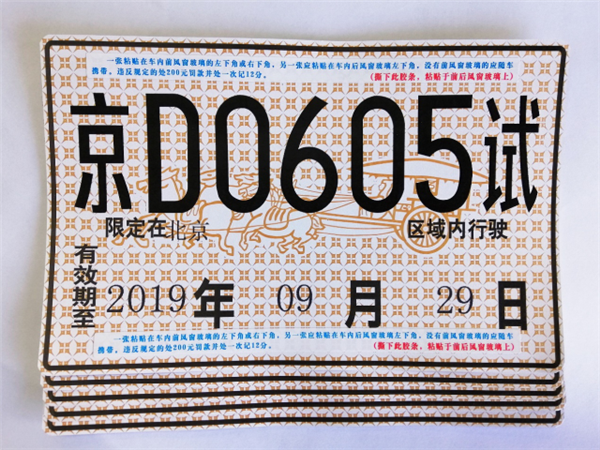 一张粘贴在车内前风窗玻璃的左下角或右下角，另一张应粘贴在车内后风窗玻璃左下角，没有前风窗玻璃的应随车
携带。违反规定的处200元罚款并处一次记12分。 (撕下此胶条，粘贴于前后风窗玻璃上)
京D0605试
限定在北京 区域内行驶
有效期至 2019年 09月 29日
一张粘贴在车内前风窗玻璃的左下角或右下角，另一张应粘贴在车内后风窗玻璃左下角，没有前风窗玻璃的应随车
携带。违反规定的处200元罚款并处一次记12分。 (撕下此胶条，粘贴于前后风窗玻璃上)